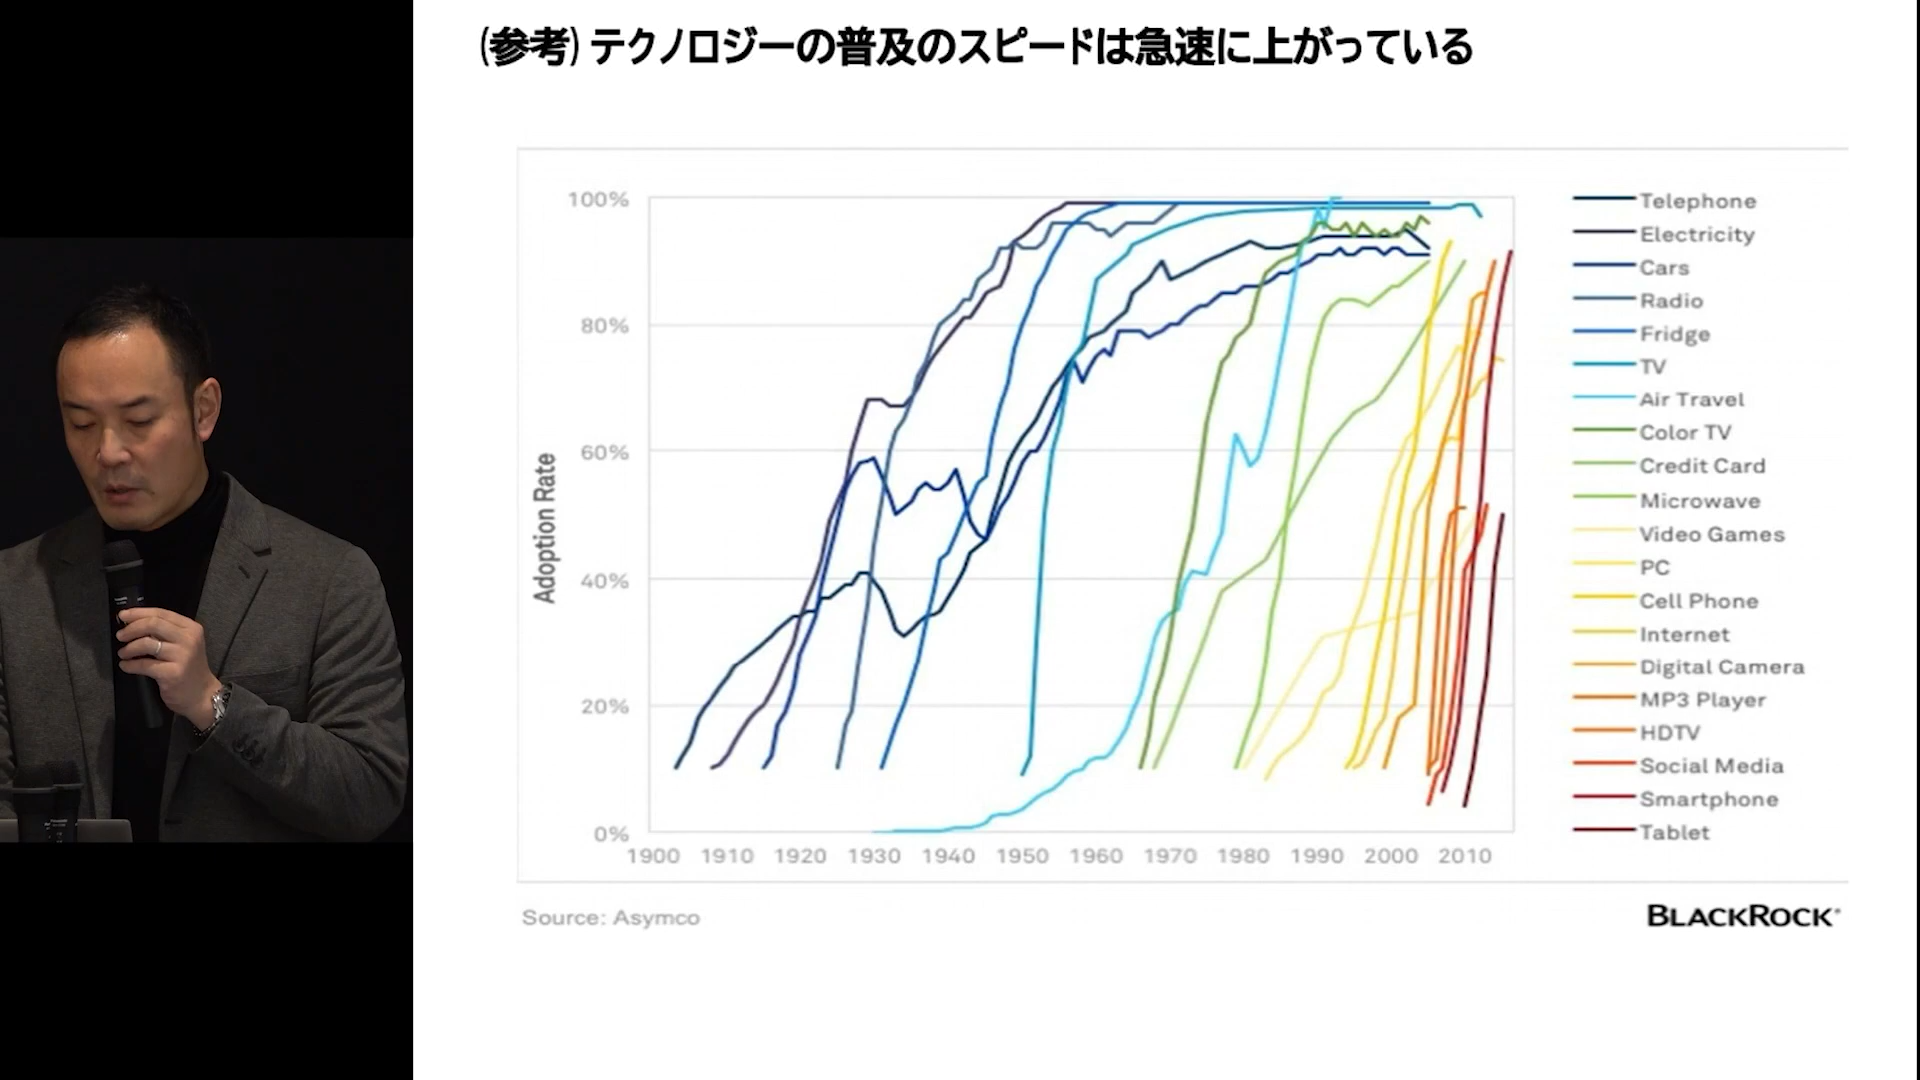 (参考) テクノロジーの普及のスピードは急速に上がっている
100%
80%
60%
40%
20%
0%
Adoption Rate
1900 1910 1920 1930 1940 1950 1960 1970 1980 1990 2000 2010
Telephone
Electricity
Cars
Radio
Fridge
TV
Air Travel
Color TV
Credit Card
Microwave
Video Games
PC
Cell Phone
Internet
Digital Camera
MP3 Player
HDTV
Social Media
Smartphone
Tablet
Source: Asymco
BLACKROCK®